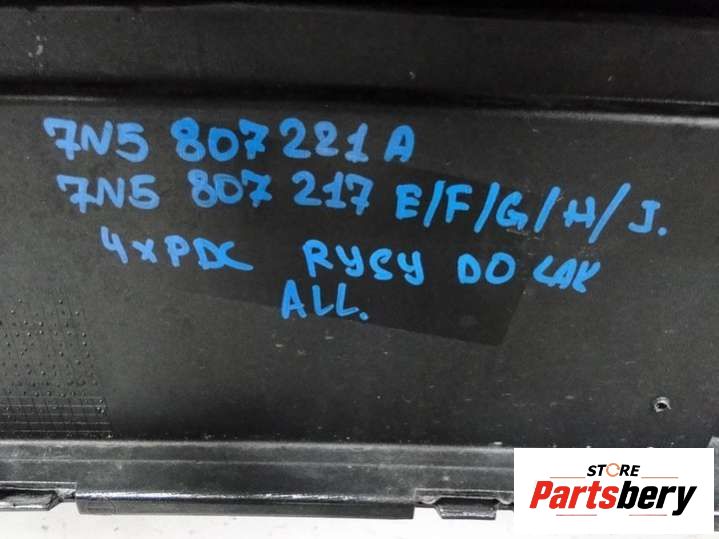 7N5 807 221 A
7N5 807 217 E/F/G/H/J.
4xPDC RYSY DO LAK
ALL.
STORE
Partsbery